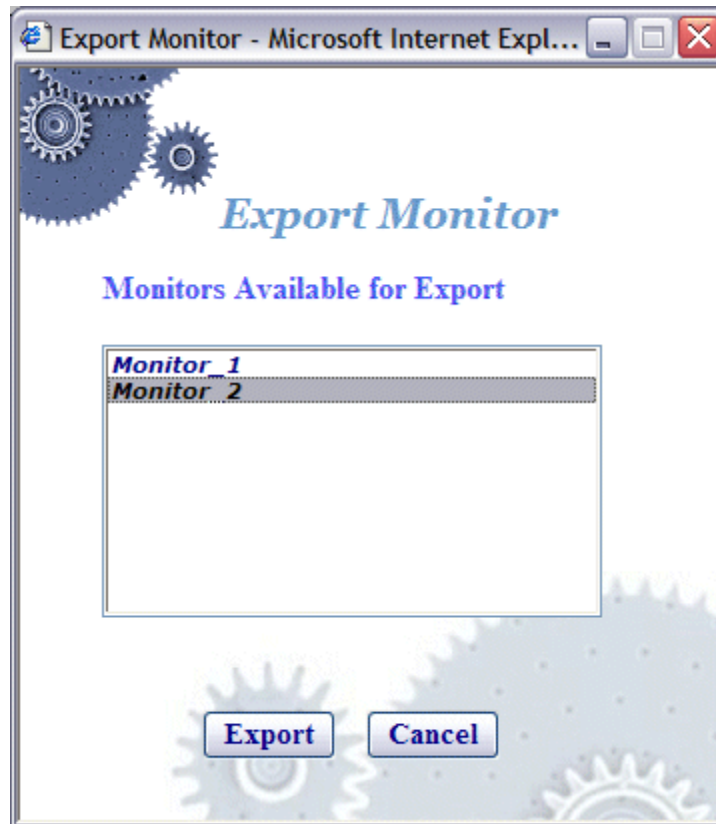 Export Monitor - Microsoft Internet Expl...
Export Monitor
Monitors Available for Export
Monitor_1
Monitor_2
Export Cancel